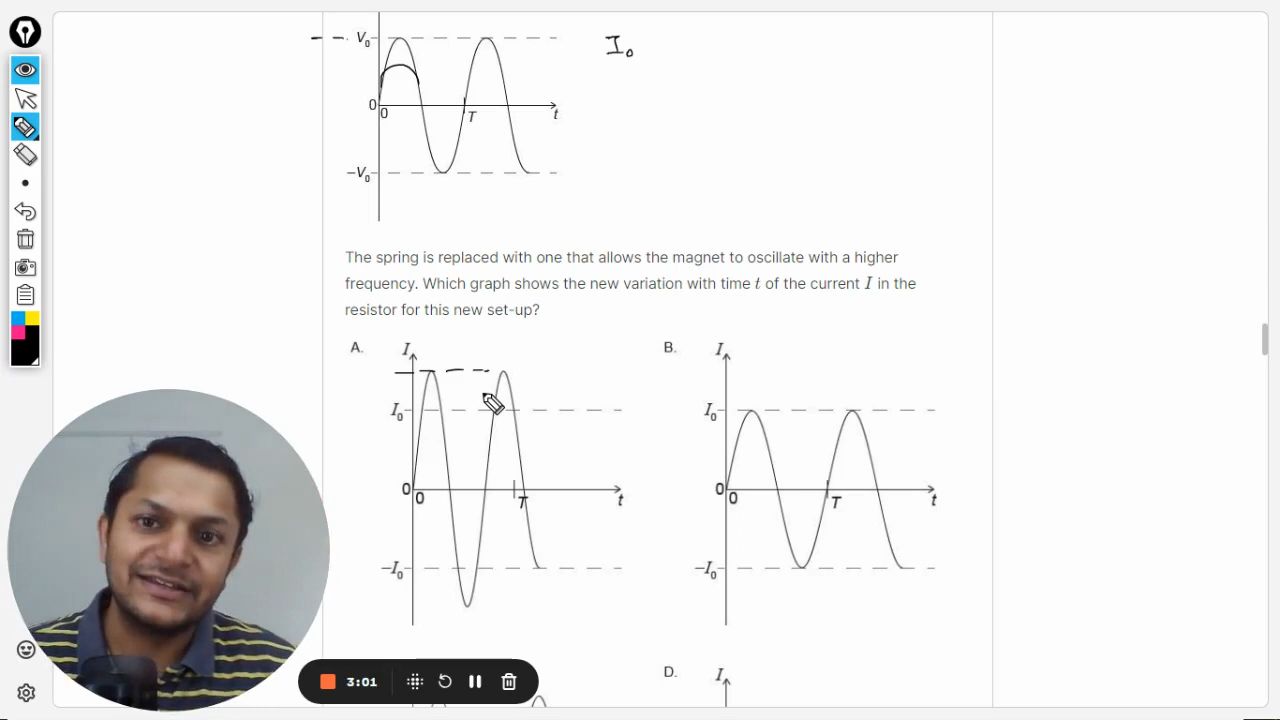 V₀
I₀
0
0
T
t
−V₀
The spring is replaced with one that allows the magnet to oscillate with a higher
frequency. Which graph shows the new variation with time t of the current I in the
resistor for this new set-up?
A.
I
I₀
0
0
T
t
−I₀
B.
I
I₀
0
0
T
t
−I₀
D.
I
3:01